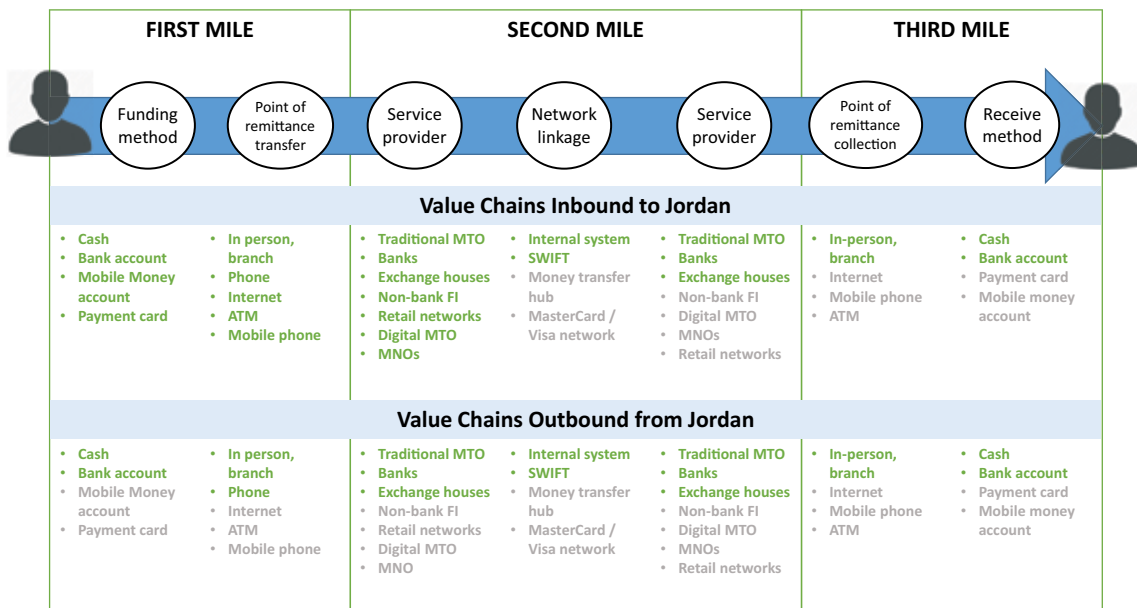 FIRST MILE
SECOND MILE
THIRD MILE
Funding
method
Point of
remittance
transfer
Service
provider
Network
linkage
Service
provider
Point of
remittance
collection
Receive
method
Value Chains Inbound to Jordan
• Cash
• Bank account
• Mobile Money
account
• Payment card
• In person,
branch
• Phone
• Internet
• ATM
• Mobile phone
• Traditional MTO
• Banks
• Exchange houses
• Non-bank FI
• Retail networks
• Digital MTO
• MNOs
• Internal system
• SWIFT
• Money transfer
hub
• MasterCard /
Visa network
• Traditional MTO
• Banks
• Exchange houses
• Non-bank FI
• Digital MTO
• MNOs
• Retail networks
• In-person,
branch
• Internet
• Mobile phone
• ATM
• Cash
• Bank account
• Payment card
• Mobile money
account
Value Chains Outbound from Jordan
• Cash
• Bank account
• Mobile Money
account
• Payment card
• In person,
branch
• Phone
• Internet
• ATM
• Mobile phone
• Traditional MTO
• Banks
• Exchange houses
• Non-bank FI
• Retail networks
• Digital MTO
• MNO
• Internal system
• SWIFT
• Money transfer
hub
• MasterCard /
Visa network
• Traditional MTO
• Banks
• Exchange houses
• Non-bank FI
• Digital MTO
• MNOs
• Retail networks
• In-person,
branch
• Internet
• Mobile phone
• ATM
• Cash
• Bank account
• Payment card
• Mobile money
account